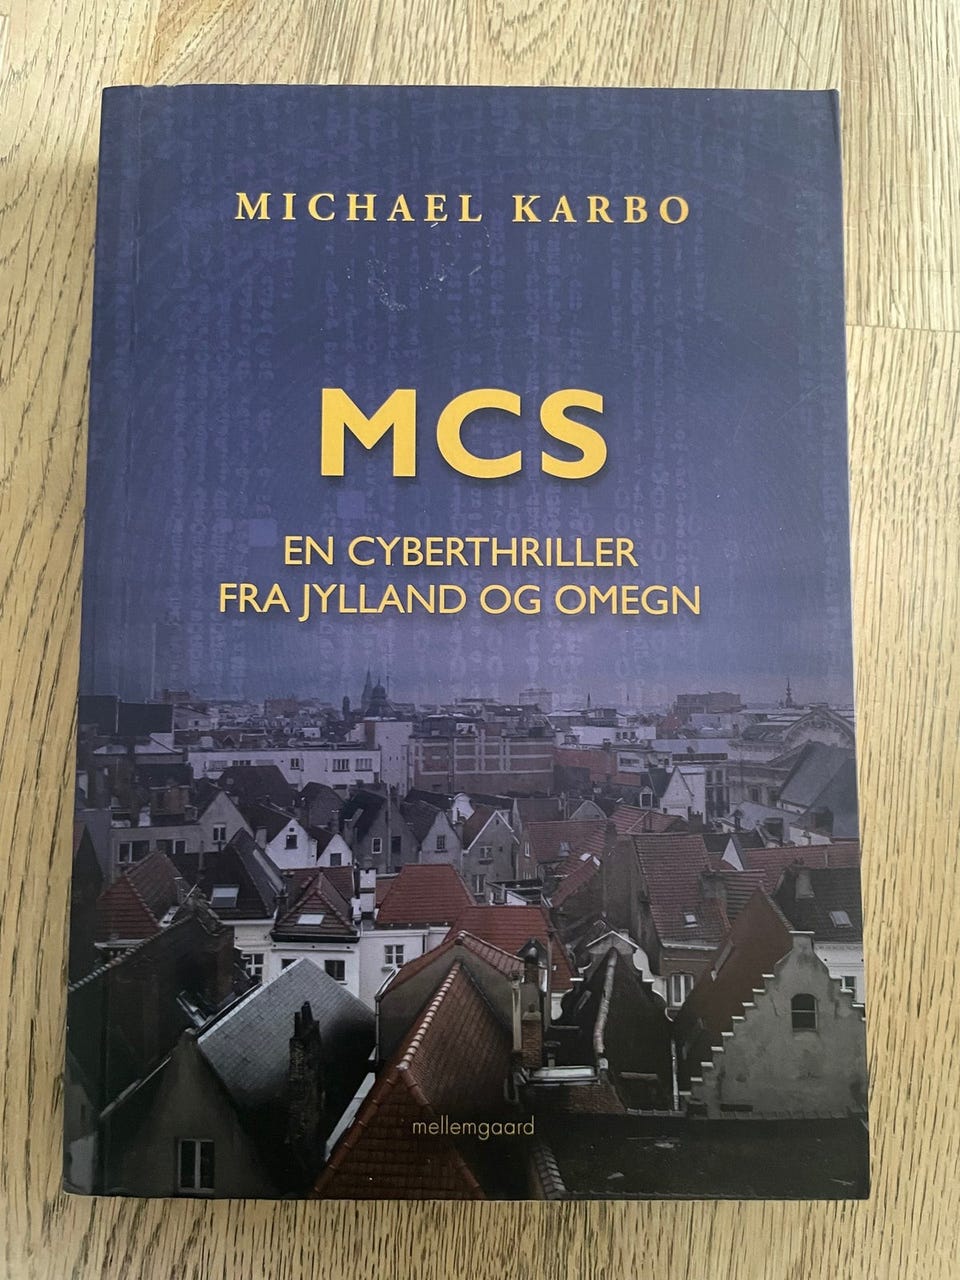 MICHAEL KARBO
MCS
EN CYBERTHRILLER
FRA JYLLAND OG OMEGN
mellemgaard